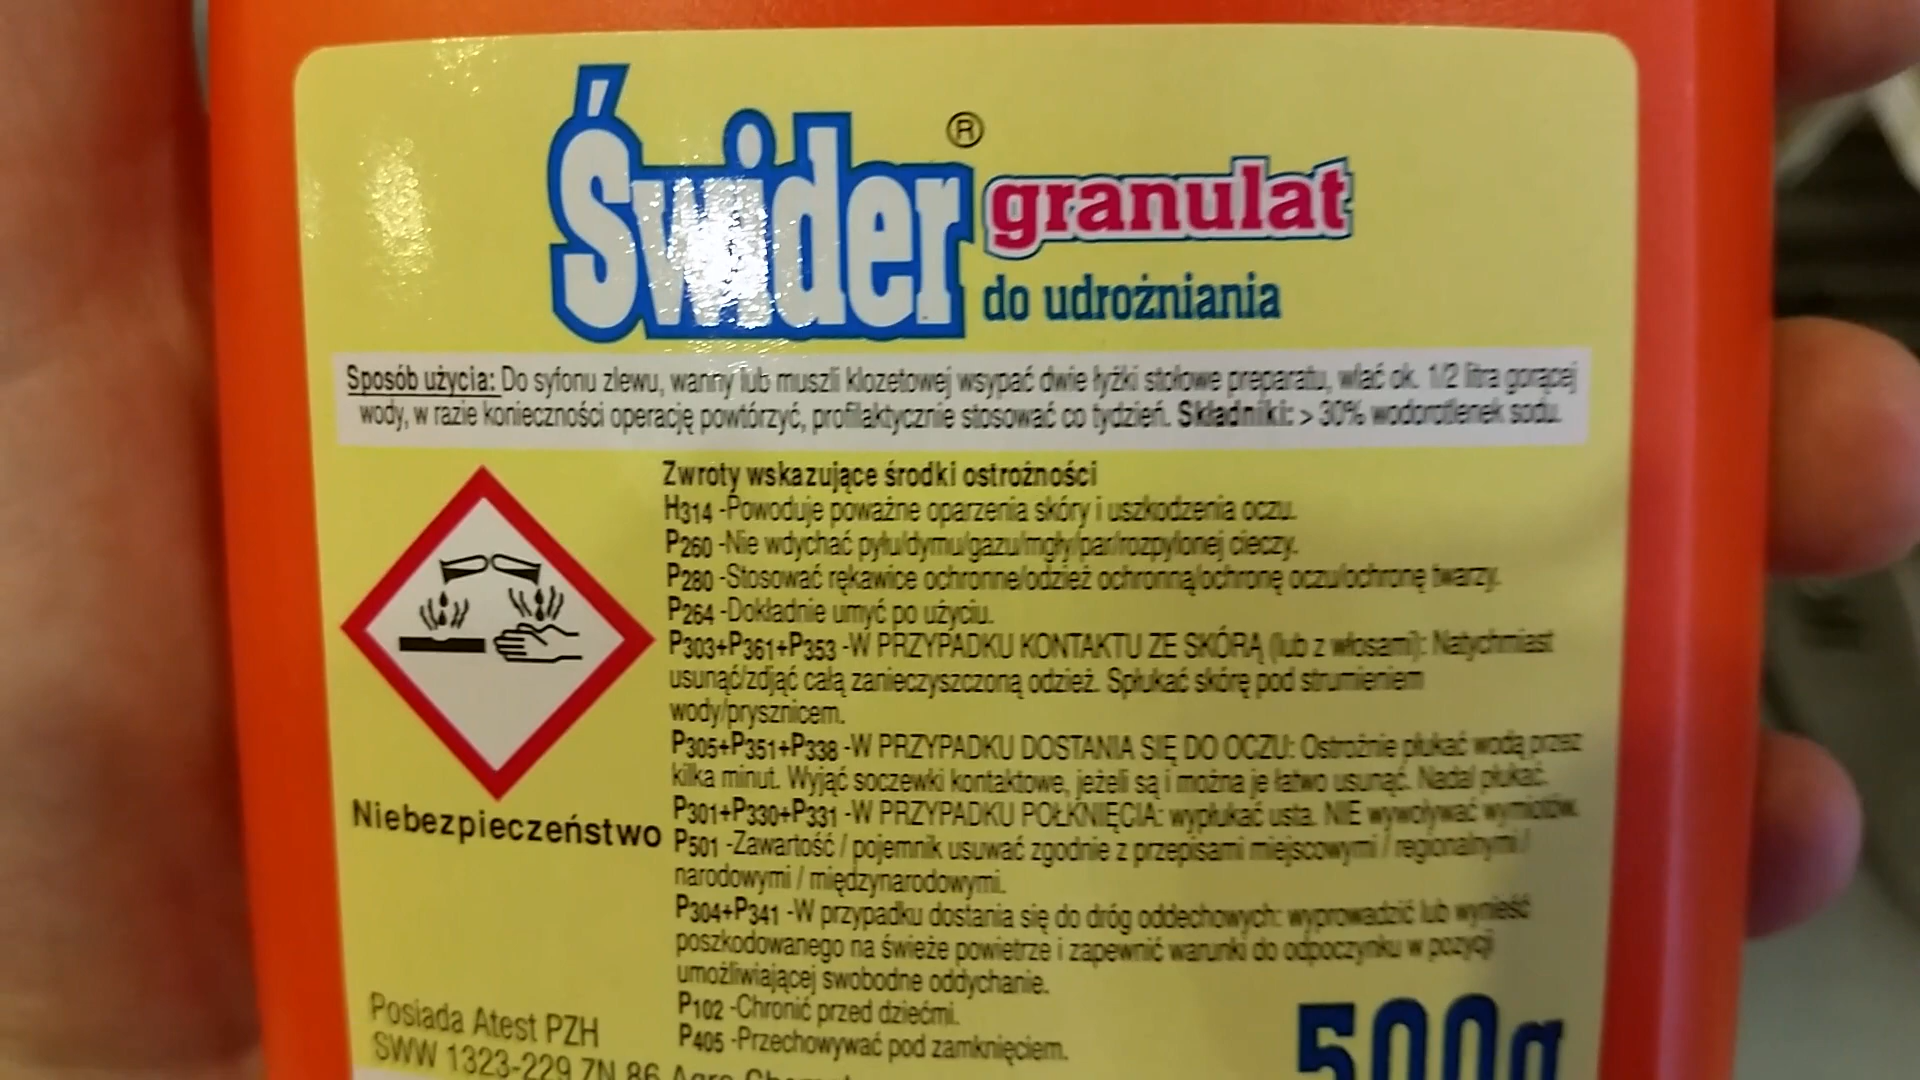 Świder® granulat
do udrożniania
Sposób użycia: Do syfonu zlewu, wanny lub muszli klozetowej wsypać dwie łyżki stołowe preparatu, wlać ok. 1/2 litra gorącej
wody, w razie konieczności operację powtórzyć, profilaktycznie stosować co tydzień. Składniki: > 30% wodorotlenek sodu.
Zwroty wskazujące środki ostrożności
H314 -Powoduje poważne oparzenia skóry i uszkodzenia oczu.
P260 -Nie wdychać pyłu/dymu/gazu/mgły/par/rozpylonej cieczy.
P280 -Stosować rękawice ochronne/odzież ochronną/ochronę oczu/ochronę twarzy.
P264 -Dokładnie umyć po użyciu.
P303+P361+P353 -W PRZYPADKU KONTAKTU ZE SKÓRĄ (lub z włosami): Natychmiast
usunąć/zdjąć całą zanieczyszczoną odzież. Spłukać skórę pod strumieniem
wody/prysznicem.
P305+P351+P338 -W PRZYPADKU DOSTANIA SIĘ DO OCZU: Ostrożnie płukać wodą przez
kilka minut. Wyjąć soczewki kontaktowe, jeżeli są i można je łatwo usunąć. Nadal płukać.
P301+P330+P331 -W PRZYPADKU POŁKNIĘCIA: wypłukać usta. NIE wywoływać wymiotów.
P501 -Zawartość / pojemnik usuwać zgodnie z przepisami miejscowymi / regionalnymi /
narodowymi / międzynarodowymi.
P304+P341 -W przypadku dostania się do dróg oddechowych: wyprowadzić lub wynieść
poszkodowanego na świeże powietrze i zapewnić warunki do odpoczynku w pozycji
umożliwiającej swobodne oddychanie.
P102 -Chronić przed dziećmi.
P405 -Przechowywać pod zamknięciem.
Niebezpieczeństwo
Posiada Atest PZH
SWW 1323-229 ZN 86
500g